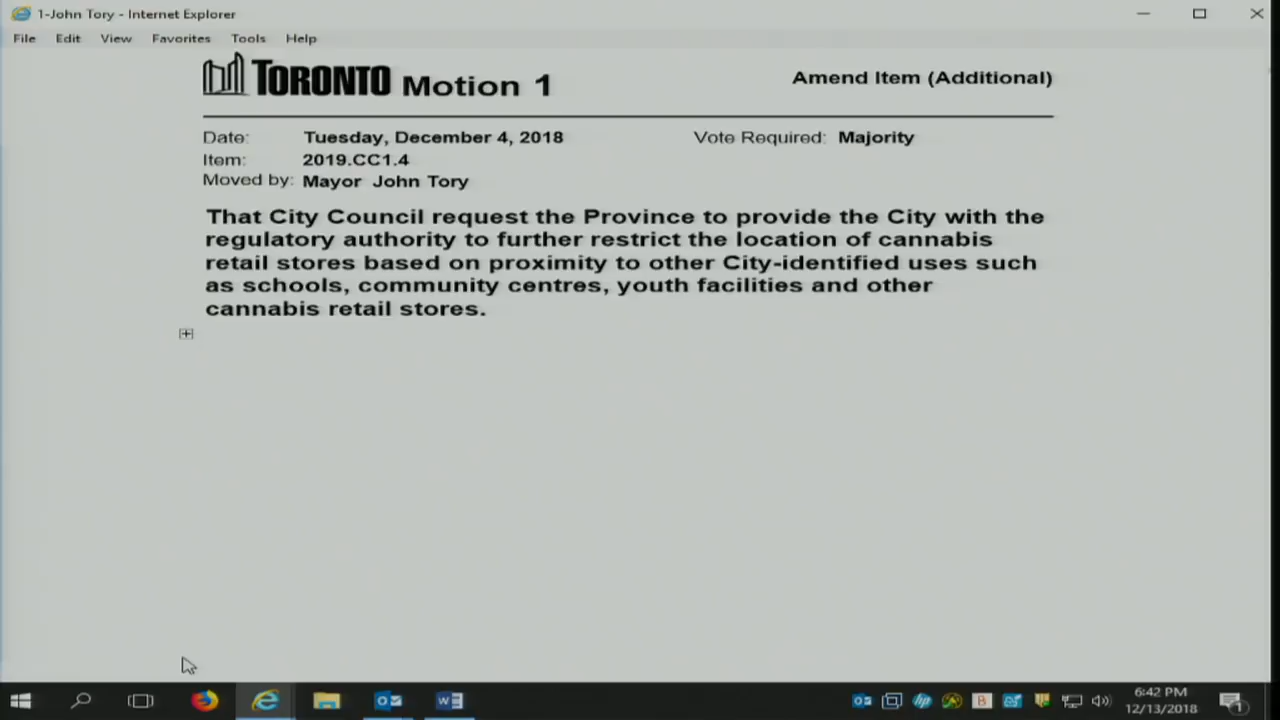 1-John Tory - Internet Explorer
File Edit View Favorites Tools Help
TORONTO Motion 1
Amend Item (Additional)
Date: Tuesday, December 4, 2018
Vote Required: Majority
Item: 2019.CC1.4
Moved by: Mayor John Tory
That City Council request the Province to provide the City with the
regulatory authority to further restrict the location of cannabis
retail stores based on proximity to other City-identified uses such
as schools, community centres, youth facilities and other
cannabis retail stores.
6:42 PM
12/13/2018